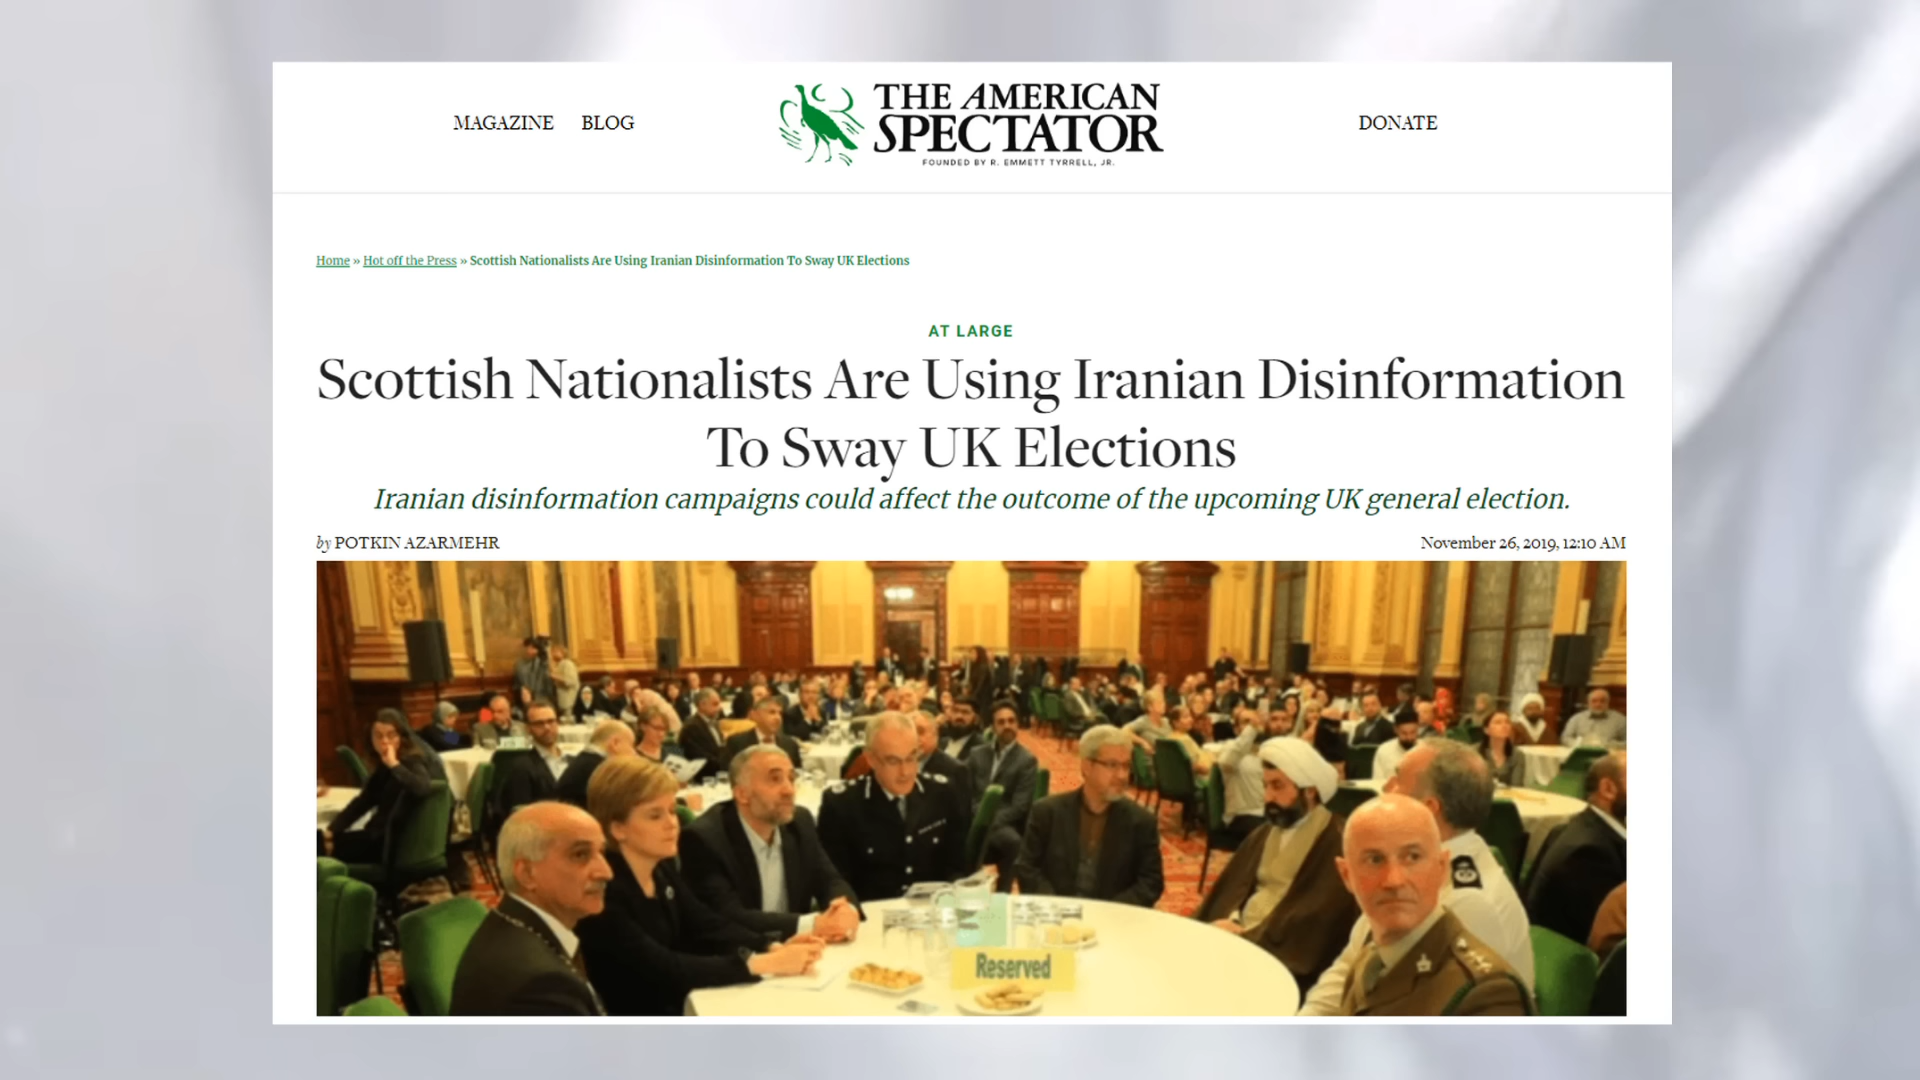 MAGAZINE BLOG
THE AMERICAN
SPECTATOR
FOUNDED BY R. EMMETT TYRRELL, JR.
DONATE
Home » Hot off the Press » Scottish Nationalists Are Using Iranian Disinformation To Sway UK Elections
AT LARGE
Scottish Nationalists Are Using Iranian Disinformation
To Sway UK Elections
Iranian disinformation campaigns could affect the outcome of the upcoming UK general election.
by POTKIN AZARMEHR
November 26, 2019, 12:10 AM
Reserved